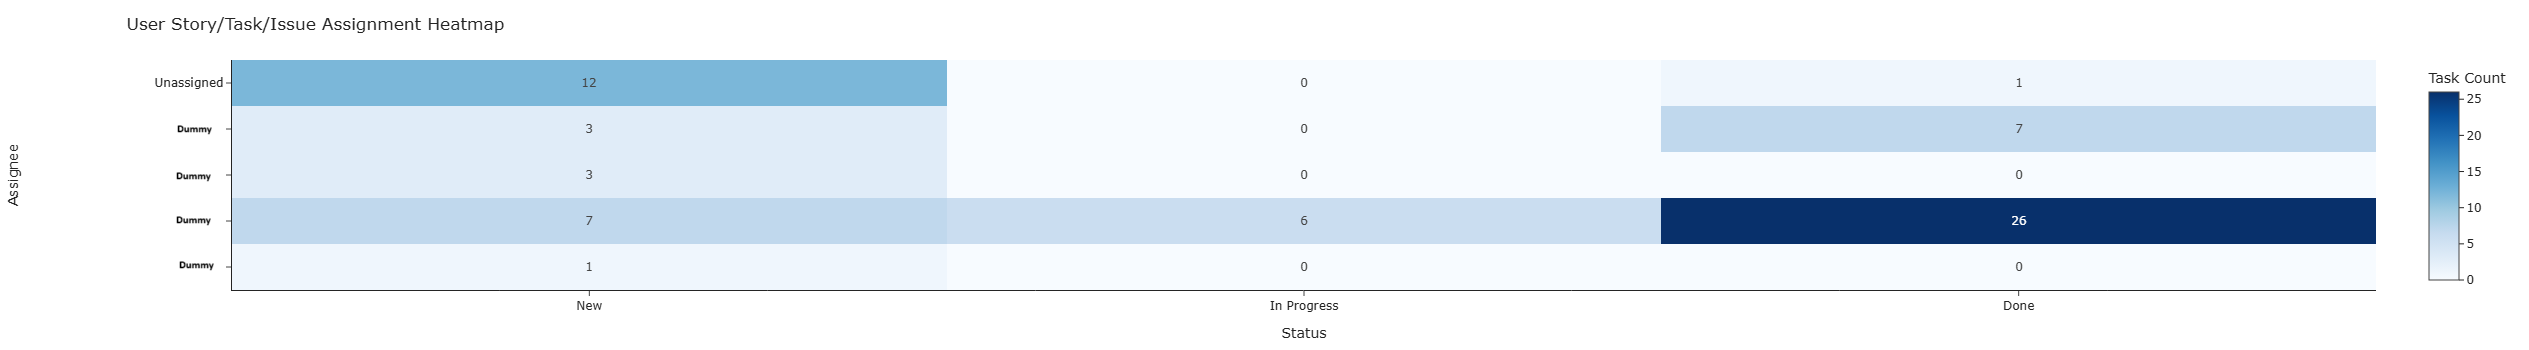 User Story/Task/Issue Assignment Heatmap
Assignee
Unassigned 12 0 1
Dummy 3 0 7
Dummy 3 0 0
Dummy 7 6 26
Dummy 1 0 0
New In Progress Done
Status
Task Count
25
20
15
10
5
0